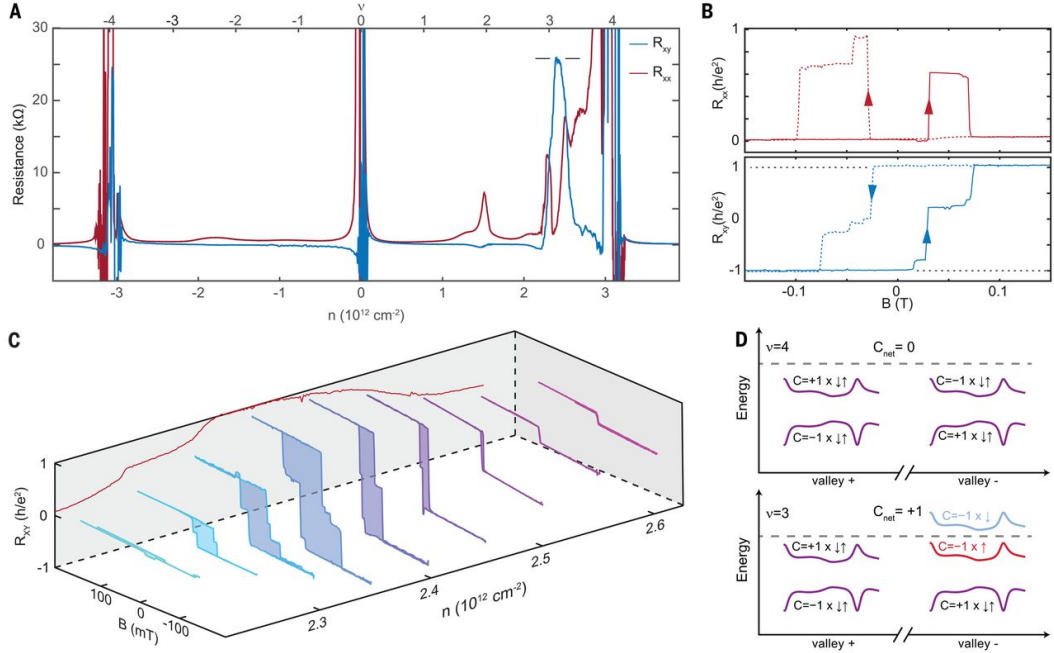 A
ν
-4 -3 -2 -1 0 1 2 3 4
30
20
10
0
Resistance (kΩ)
Rxy
Rxx
-3 -2 -1 0 1 2 3
n (10¹² cm⁻²)
B
Rxx(h/e²)
1
0
Rxy(h/e²)
1
0
-1
-0.1 0 0.1
B (T)
C
RXY (h/e²)
1
0
-1
100 0 -100
B (mT)
2.3 2.4 2.5 2.6
n (10¹² cm⁻²)
D
ν=4 Cnet= 0
Energy
C=+1 x ↓↑ C=−1 x ↓↑
C=−1 x ↓↑ C=+1 x ↓↑
valley + valley -
ν=3 Cnet= +1
Energy
C=−1 x ↓
C=+1 x ↓↑ C=−1 x ↑
C=−1 x ↓↑ C=+1 x ↓↑
valley + valley -